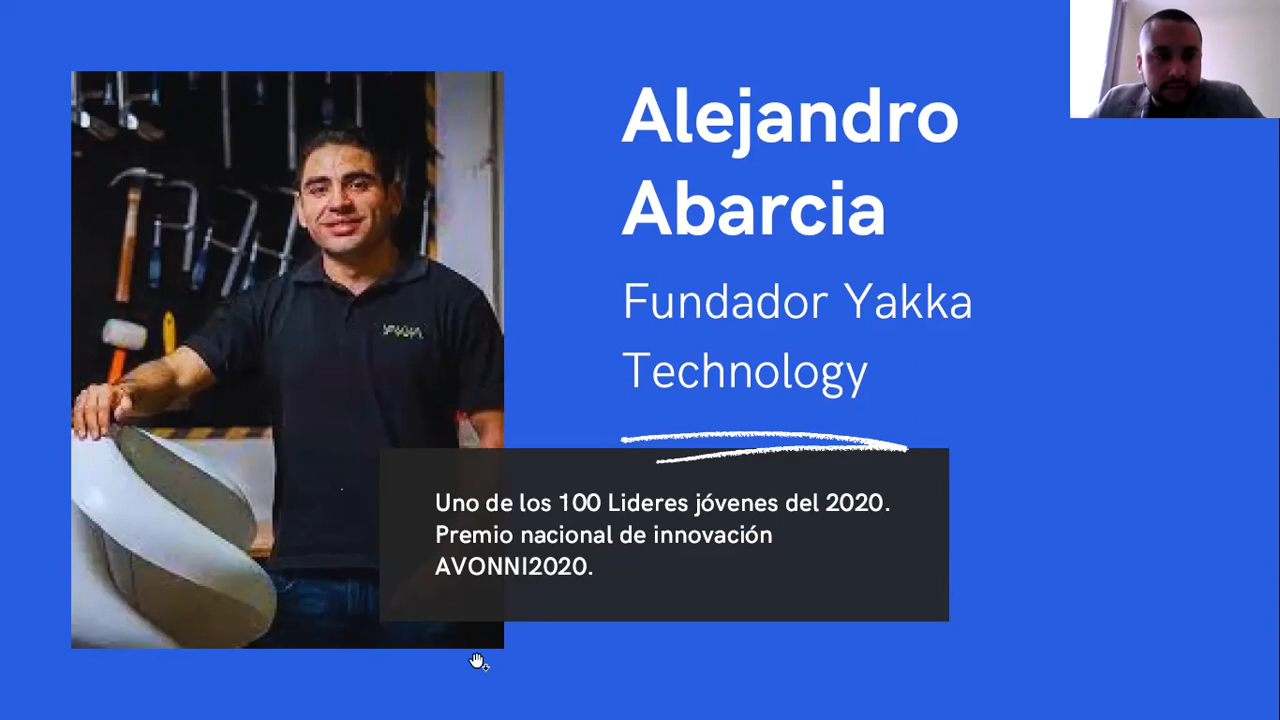 Alejandro
Abarcia
Fundador Yakka
Technology
Uno de los 100 Lideres jóvenes del 2020.
Premio nacional de innovación
AVONNI2020.